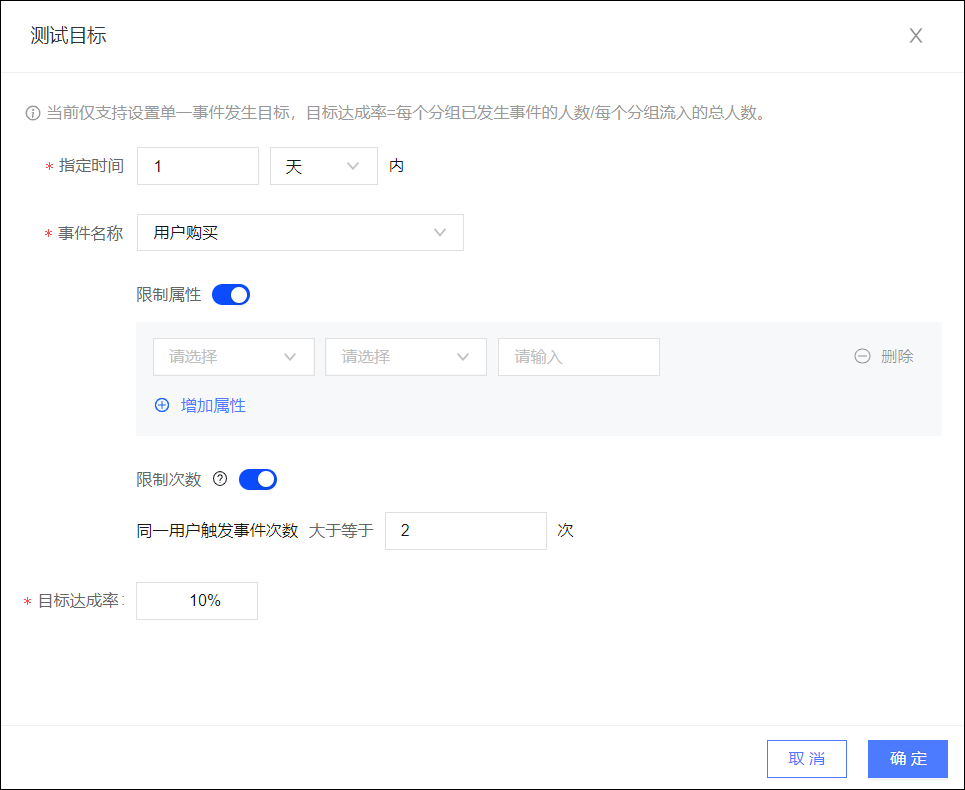 测试目标 X
当前仅支持设置单一事件发生目标，目标达成率=每个分组已发生事件的人数/每个分组流入的总人数。
* 指定时间 1 天 内
* 事件名称 用户购买
限制属性
请选择 请选择 请输入 删除
增加属性
限制次数 ?
同一用户触发事件次数 大于等于 2 次
* 目标达成率: 10%
取 消 确 定